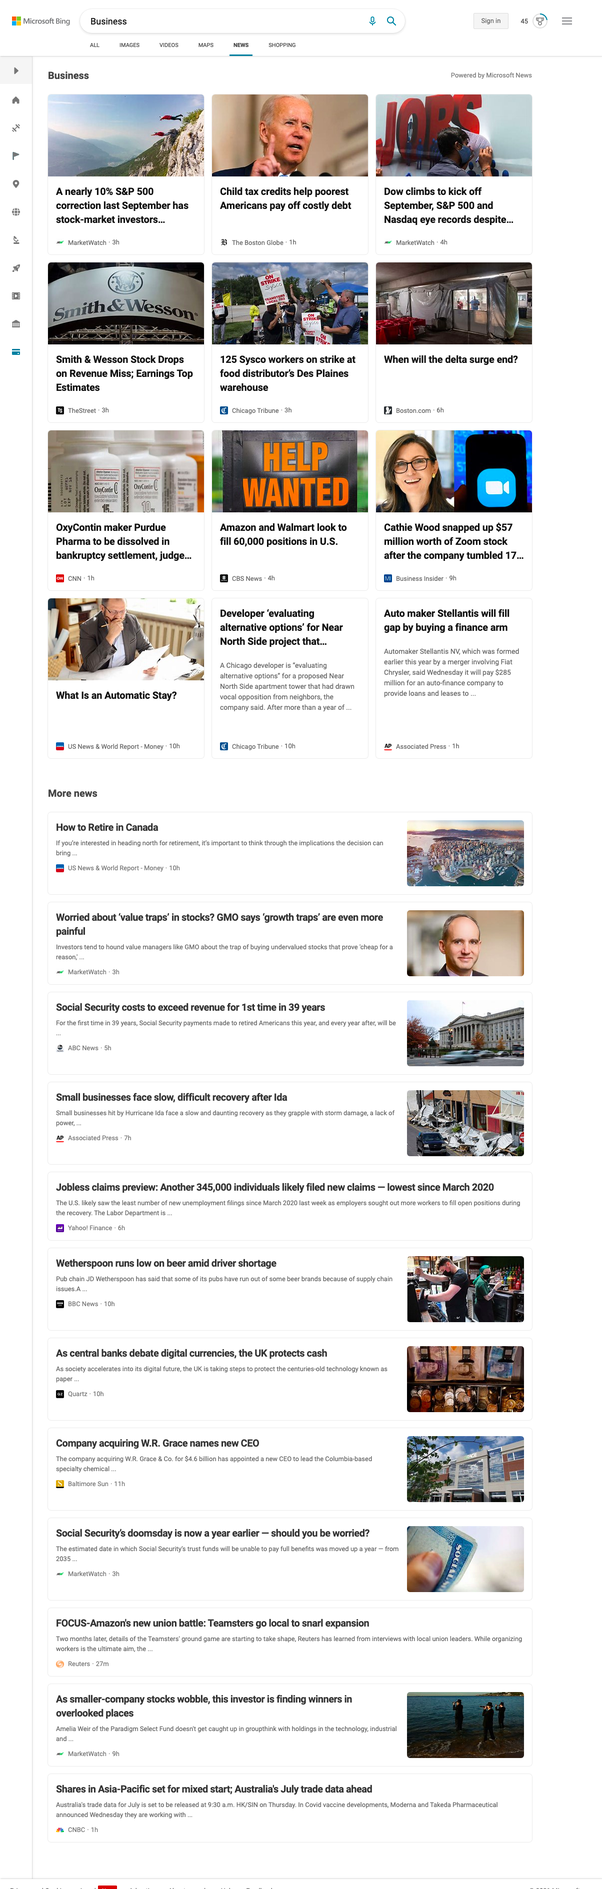 Microsoft Bing
Business
Sign in
45
ALL IMAGES VIDEOS MAPS NEWS SHOPPING
Business
Powered by Microsoft News
A nearly 10% S&P 500
correction last September has
stock-market investors...
MarketWatch · 3h
Child tax credits help poorest
Americans pay off costly debt
The Boston Globe · 1h
JOBS
Dow climbs to kick off
September, S&P 500 and
Nasdaq eye records despite...
MarketWatch · 4h
Smith & Wesson
Smith & Wesson Stock Drops
on Revenue Miss; Earnings Top
Estimates
TheStreet · 3h
ON STRIKE
125 Sysco workers on strike at
food distributor's Des Plaines
warehouse
Chicago Tribune · 3h
When will the delta surge end?
Boston.com · 6h
OxyContin
OxyContin maker Purdue
Pharma to be dissolved in
bankruptcy settlement, judge...
CNN · 1h
HELP
WANTED
Amazon and Walmart look to
fill 60,000 positions in U.S.
CBS News · 4h
Cathie Wood snapped up $57
million worth of Zoom stock
after the company tumbled 17...
Business Insider · 9h
What Is an Automatic Stay?
US News & World Report - Money · 10h
Developer ‘evaluating
alternative options’ for Near
North Side project that...
A Chicago developer is “evaluating
alternative options” for a proposed Near
North Side apartment tower that had drawn
vocal opposition from neighbors, the
company said. After more than a year of ...
Chicago Tribune · 10h
Auto maker Stellantis will fill
gap by buying a finance arm
Automaker Stellantis NV, which was formed
earlier this year by a merger involving Fiat
Chrysler, said Wednesday it will pay $285
million for an auto-finance company to
provide loans and leases to ...
AP Associated Press · 1h
More news
How to Retire in Canada
If you're interested in heading north for retirement, it's important to think through the implications the decision can
bring ...
US News & World Report - Money · 10h
Worried about ‘value traps’ in stocks? GMO says ‘growth traps’ are even more
painful
Investors tend to hound value managers like GMO about the trap of buying undervalued stocks that prove ‘cheap for a
reason,’ ...
MarketWatch · 3h
Social Security costs to exceed revenue for 1st time in 39 years
For the first time in 39 years, Social Security payments made to retired Americans this year, and every year after, will be
...
ABC News · 5h
Small businesses face slow, difficult recovery after Ida
Small businesses hit by Hurricane Ida face a slow and daunting recovery as they grapple with storm damage, a lack of
power, ...
AP Associated Press · 7h
Jobless claims preview: Another 345,000 individuals likely filed new claims — lowest since March 2020
The U.S. likely saw the least number of new unemployment filings since March 2020 last week as employers sought out more workers to fill open positions during
the recovery. The Labor Department is ...
Yahoo! Finance · 6h
Wetherspoon runs low on beer amid driver shortage
Pub chain JD Wetherspoon has said that some of its pubs have run out of some beer brands because of supply chain
issues.A ...
BBC News · 10h
As central banks debate digital currencies, the UK protects cash
As society accelerates into its digital future, the UK is taking steps to protect the centuries-old technology known as
paper ...
Quartz · 10h
Company acquiring W.R. Grace names new CEO
The company acquiring W.R. Grace & Co. for $4.6 billion has appointed a new CEO to lead the Columbia-based
specialty chemical ...
Baltimore Sun · 11h
Social Security's doomsday is now a year earlier — should you be worried?
The estimated date in which Social Security's trust funds will be unable to pay full benefits was moved up a year — from
2035 ...
MarketWatch · 3h
SOCIAL
FOCUS-Amazon's new union battle: Teamsters go local to snarl expansion
Two months later, details of the Teamsters' ground game are starting to take shape, Reuters has learned from interviews with local union leaders. While organizing
workers is the ultimate aim, the ...
Reuters · 27m
As smaller-company stocks wobble, this investor is finding winners in
overlooked places
Amelia Weir of the Paradigm Select Fund doesn't get caught up in groupthink with holdings in the technology, industrial
and ...
MarketWatch · 9h
Shares in Asia-Pacific set for mixed start; Australia's July trade data ahead
Australia's trade data for July is set to be released at 9:30 a.m. HK/SIN on Thursday. In Covid vaccine developments, Moderna and Takeda Pharmaceutical
announced Wednesday they are working with ...
CNBC · 1h